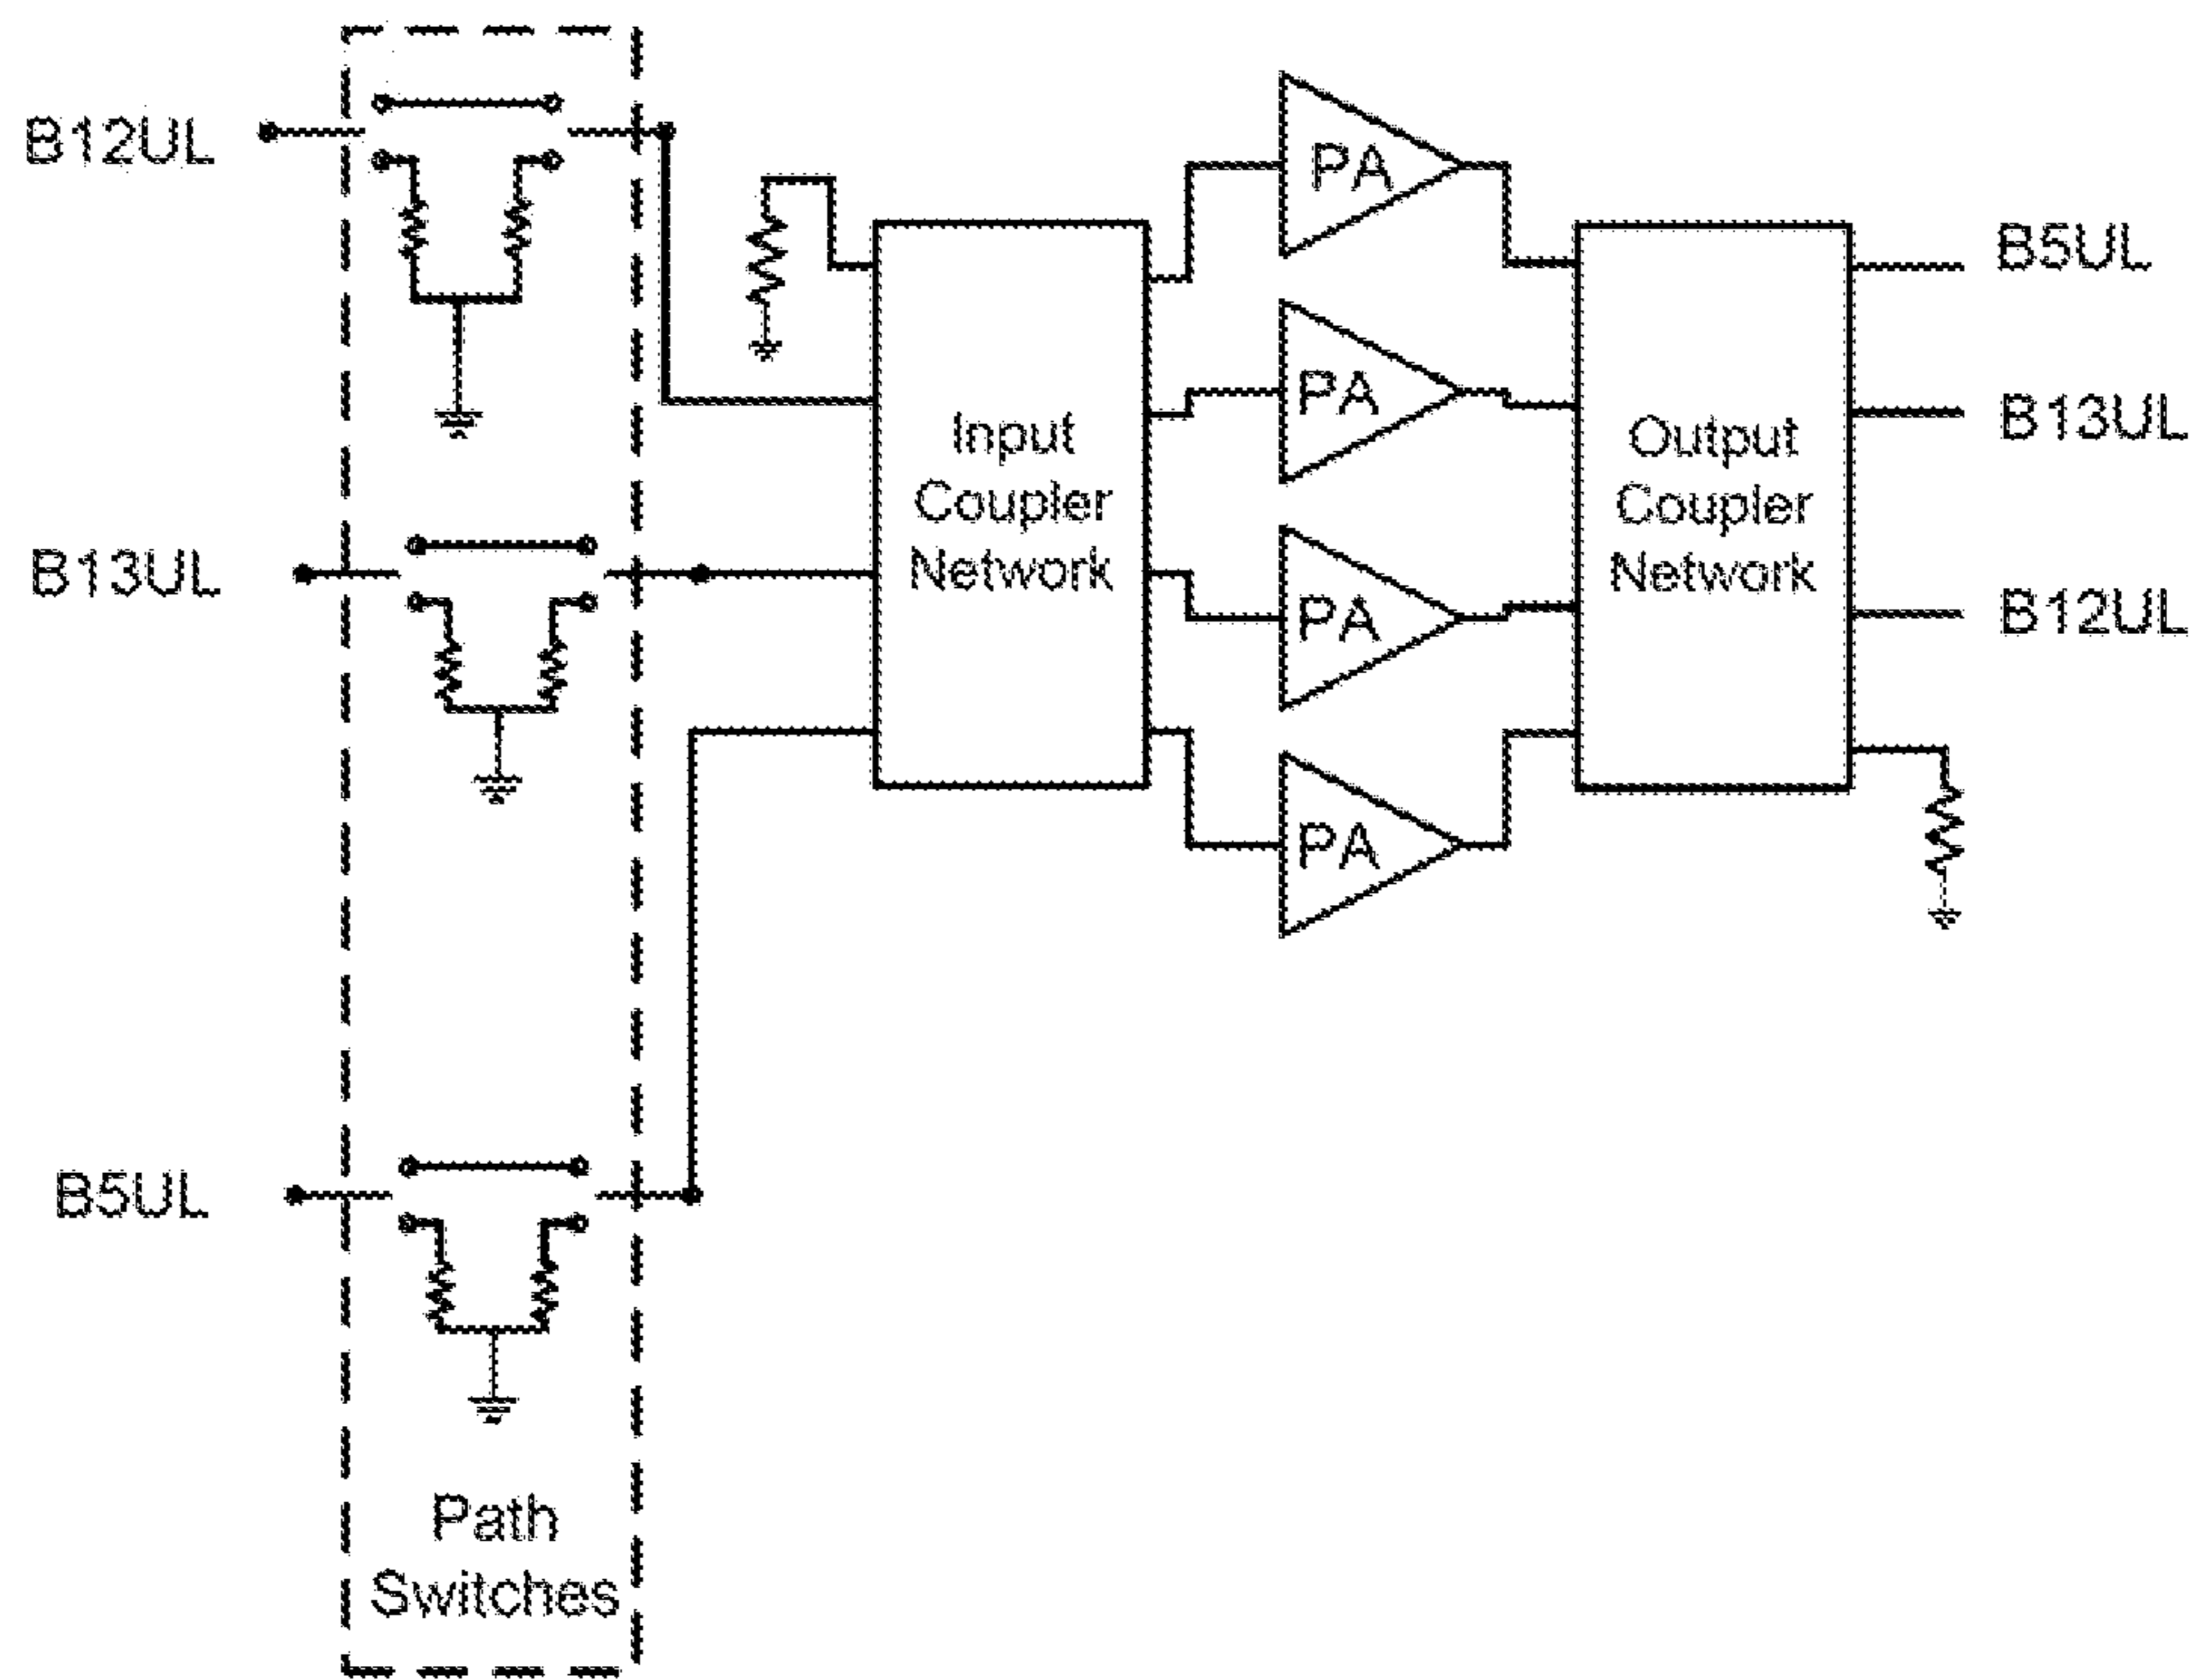 B12UL
B13UL
B5UL
Path
Switches
Input
Coupler
Network
PA
PA
PA
PA
Output
Coupler
Network
B5UL
B13UL
B12UL